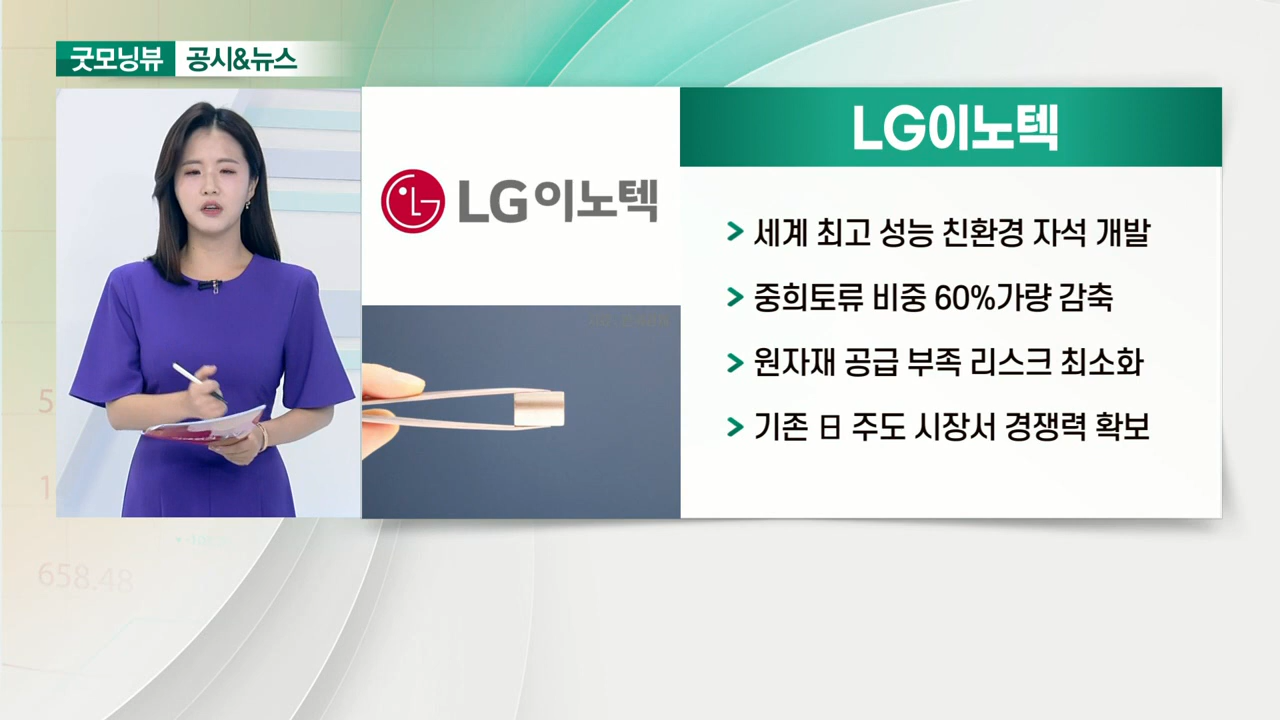 굿모닝뷰 공시&뉴스
LG이노텍
LG이노텍
> 세계 최고 성능 친환경 자석 개발
> 중희토류 비중 60%가량 감축
> 원자재 공급 부족 리스크 최소화
> 기존 日 주도 시장서 경쟁력 확보
5
1
658.48